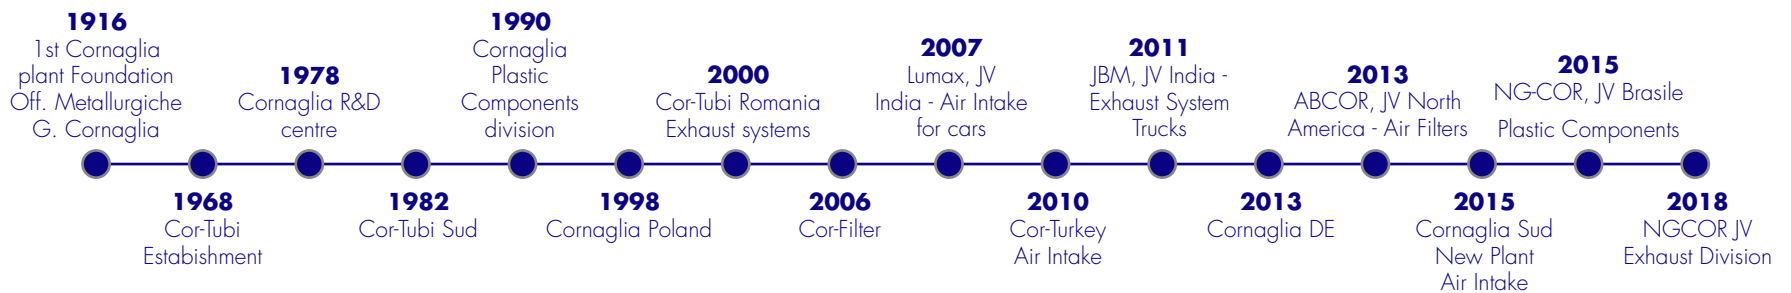 1916
1st Cornaglia
plant Foundation
Off. Metallurgiche
G. Cornaglia
1968
Cor-Tubi
Estabishment
1978
Cornaglia R&D
centre
1982
Cor-Tubi Sud
1990
Cornaglia
Plastic
Components
division
1998
Cornaglia Poland
2000
Cor-Tubi Romania
Exhaust systems
2006
Cor-Filter
2007
Lumax, JV
India - Air Intake
for cars
2010
Cor-Turkey
Air Intake
2011
JBM, JV India -
Exhaust System
Trucks
2013
Cornaglia DE
2013
ABCOR, JV North
America - Air Filters
2015
Cornaglia Sud
New Plant
Air Intake
2015
NG-COR, JV Brasile
Plastic Components
2018
NGCOR JV
Exhaust Division